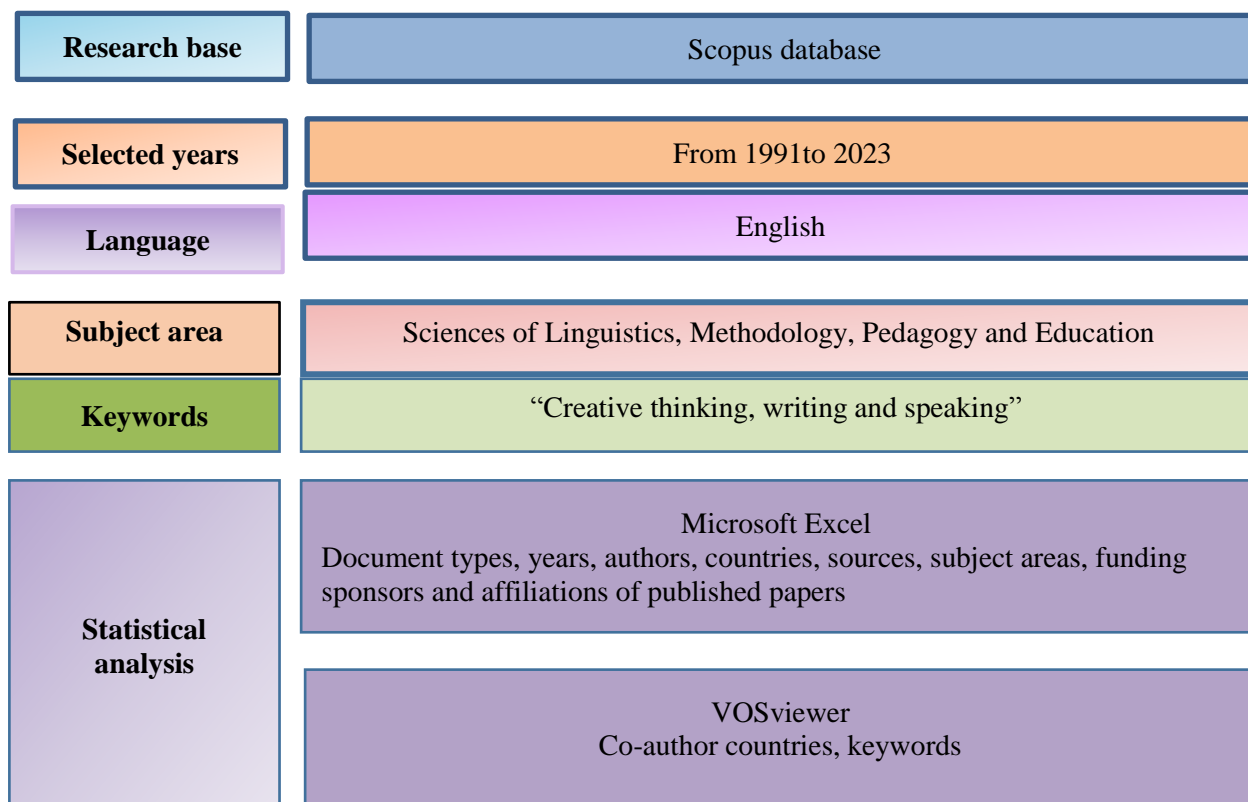 Research base
Scopus database
Selected years
From 1991to 2023
Language
English
Subject area
Sciences of Linguistics, Methodology, Pedagogy and Education
Keywords
“Creative thinking, writing and speaking”
Statistical
analysis
Microsoft Excel
Document types, years, authors, countries, sources, subject areas, funding
sponsors and affiliations of published papers
VOSviewer
Co-author countries, keywords